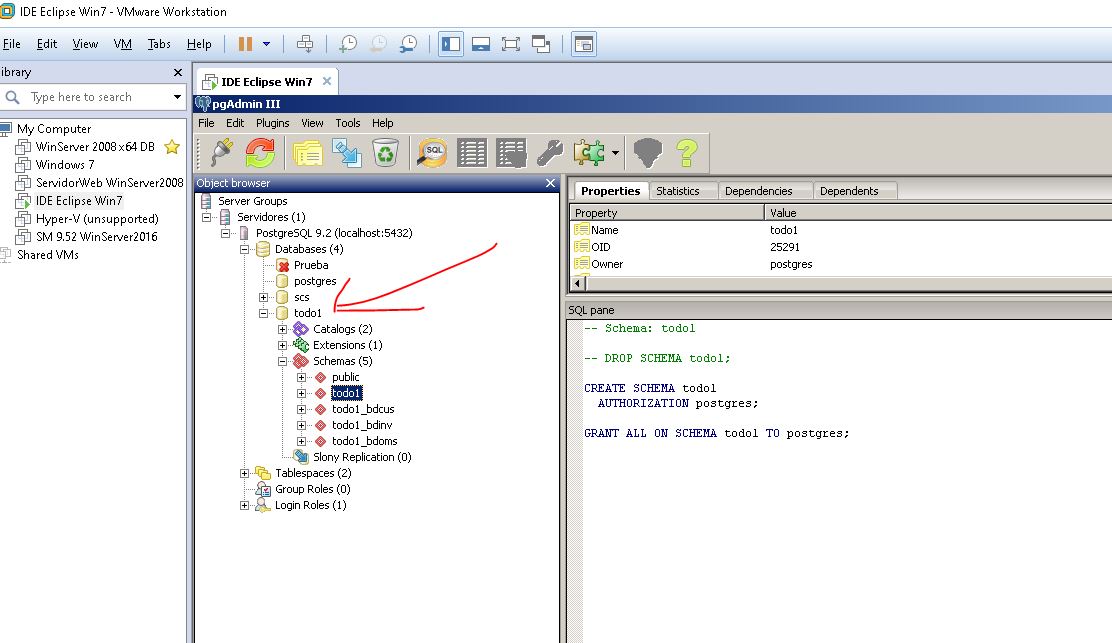 IDE Eclipse Win7 - VMware Workstation
File Edit View VM Tabs Help
ibrary
Type here to search
My Computer
WinServer 2008 x64 DB
Windows 7
ServidorWeb WinServer2008
IDE Eclipse Win7
Hyper-V (unsupported)
SM 9.52 WinServer2016
Shared VMs
IDE Eclipse Win7
pgAdmin III
File Edit Plugins View Tools Help
SQL
Object browser
Server Groups
Servidores (1)
PostgreSQL 9.2 (localhost:5432)
Databases (4)
Prueba
postgres
scs
todo1
Catalogs (2)
Extensions (1)
Schemas (5)
public
todo1
todo1_bdcus
todo1_bdinv
todo1_bdoms
Slony Replication (0)
Tablespaces (2)
Group Roles (0)
Login Roles (1)
Properties Statistics Dependencies Dependents
Property Value
Name todo1
OID 25291
Owner postgres
SQL pane
-- Schema: todo1
-- DROP SCHEMA todo1;
CREATE SCHEMA todo1
AUTHORIZATION postgres;
GRANT ALL ON SCHEMA todo1 TO postgres;